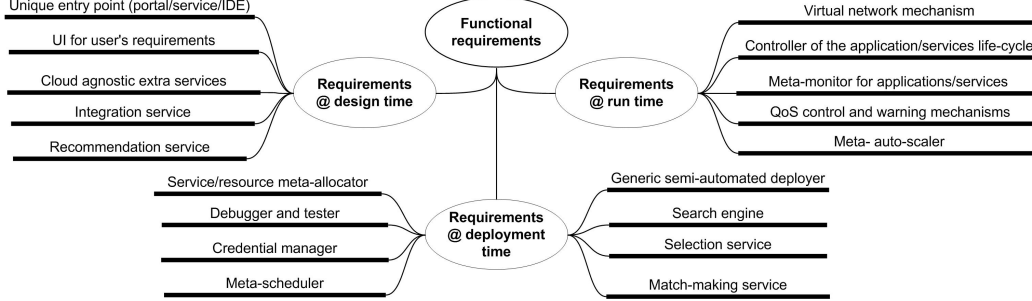 Functional
requirements
Requirements
@ design time
Unique entry point (portal/service/IDE)
UI for user's requirements
Cloud agnostic extra services
Integration service
Recommendation service
Requirements
@ run time
Virtual network mechanism
Controller of the application/services life-cycle
Meta-monitor for applications/services
QoS control and warning mechanisms
Meta- auto-scaler
Requirements
@ deployment
time
Service/resource meta-allocator
Debugger and tester
Credential manager
Meta-scheduler
Generic semi-automated deployer
Search engine
Selection service
Match-making service